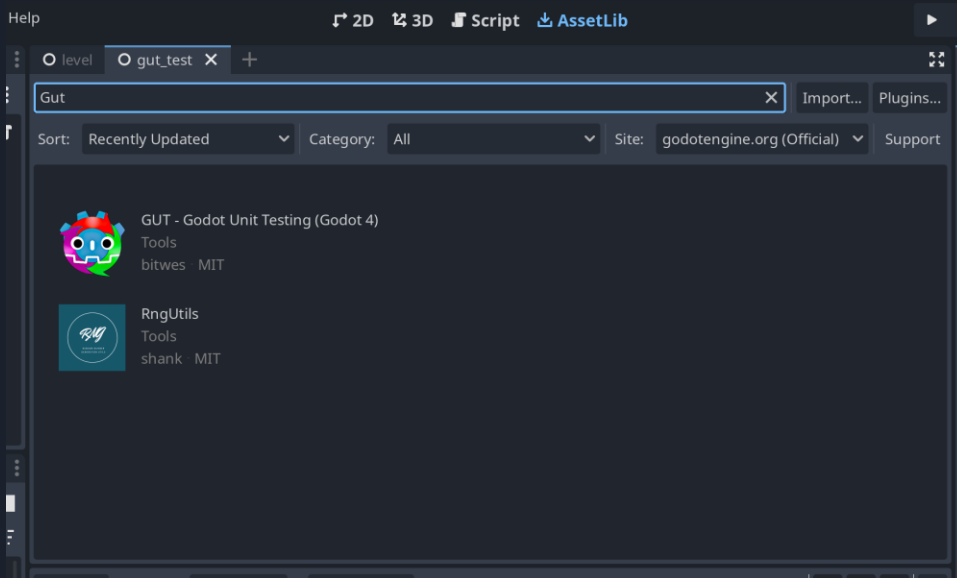 Help
2D 3D Script AssetLib
level gut_test
Gut
Import... Plugins...
Sort: Recently Updated Category: All Site: godotengine.org (Official) Support
GUT - Godot Unit Testing (Godot 4)
Tools
bitwes MIT
RngUtils
Tools
shank MIT